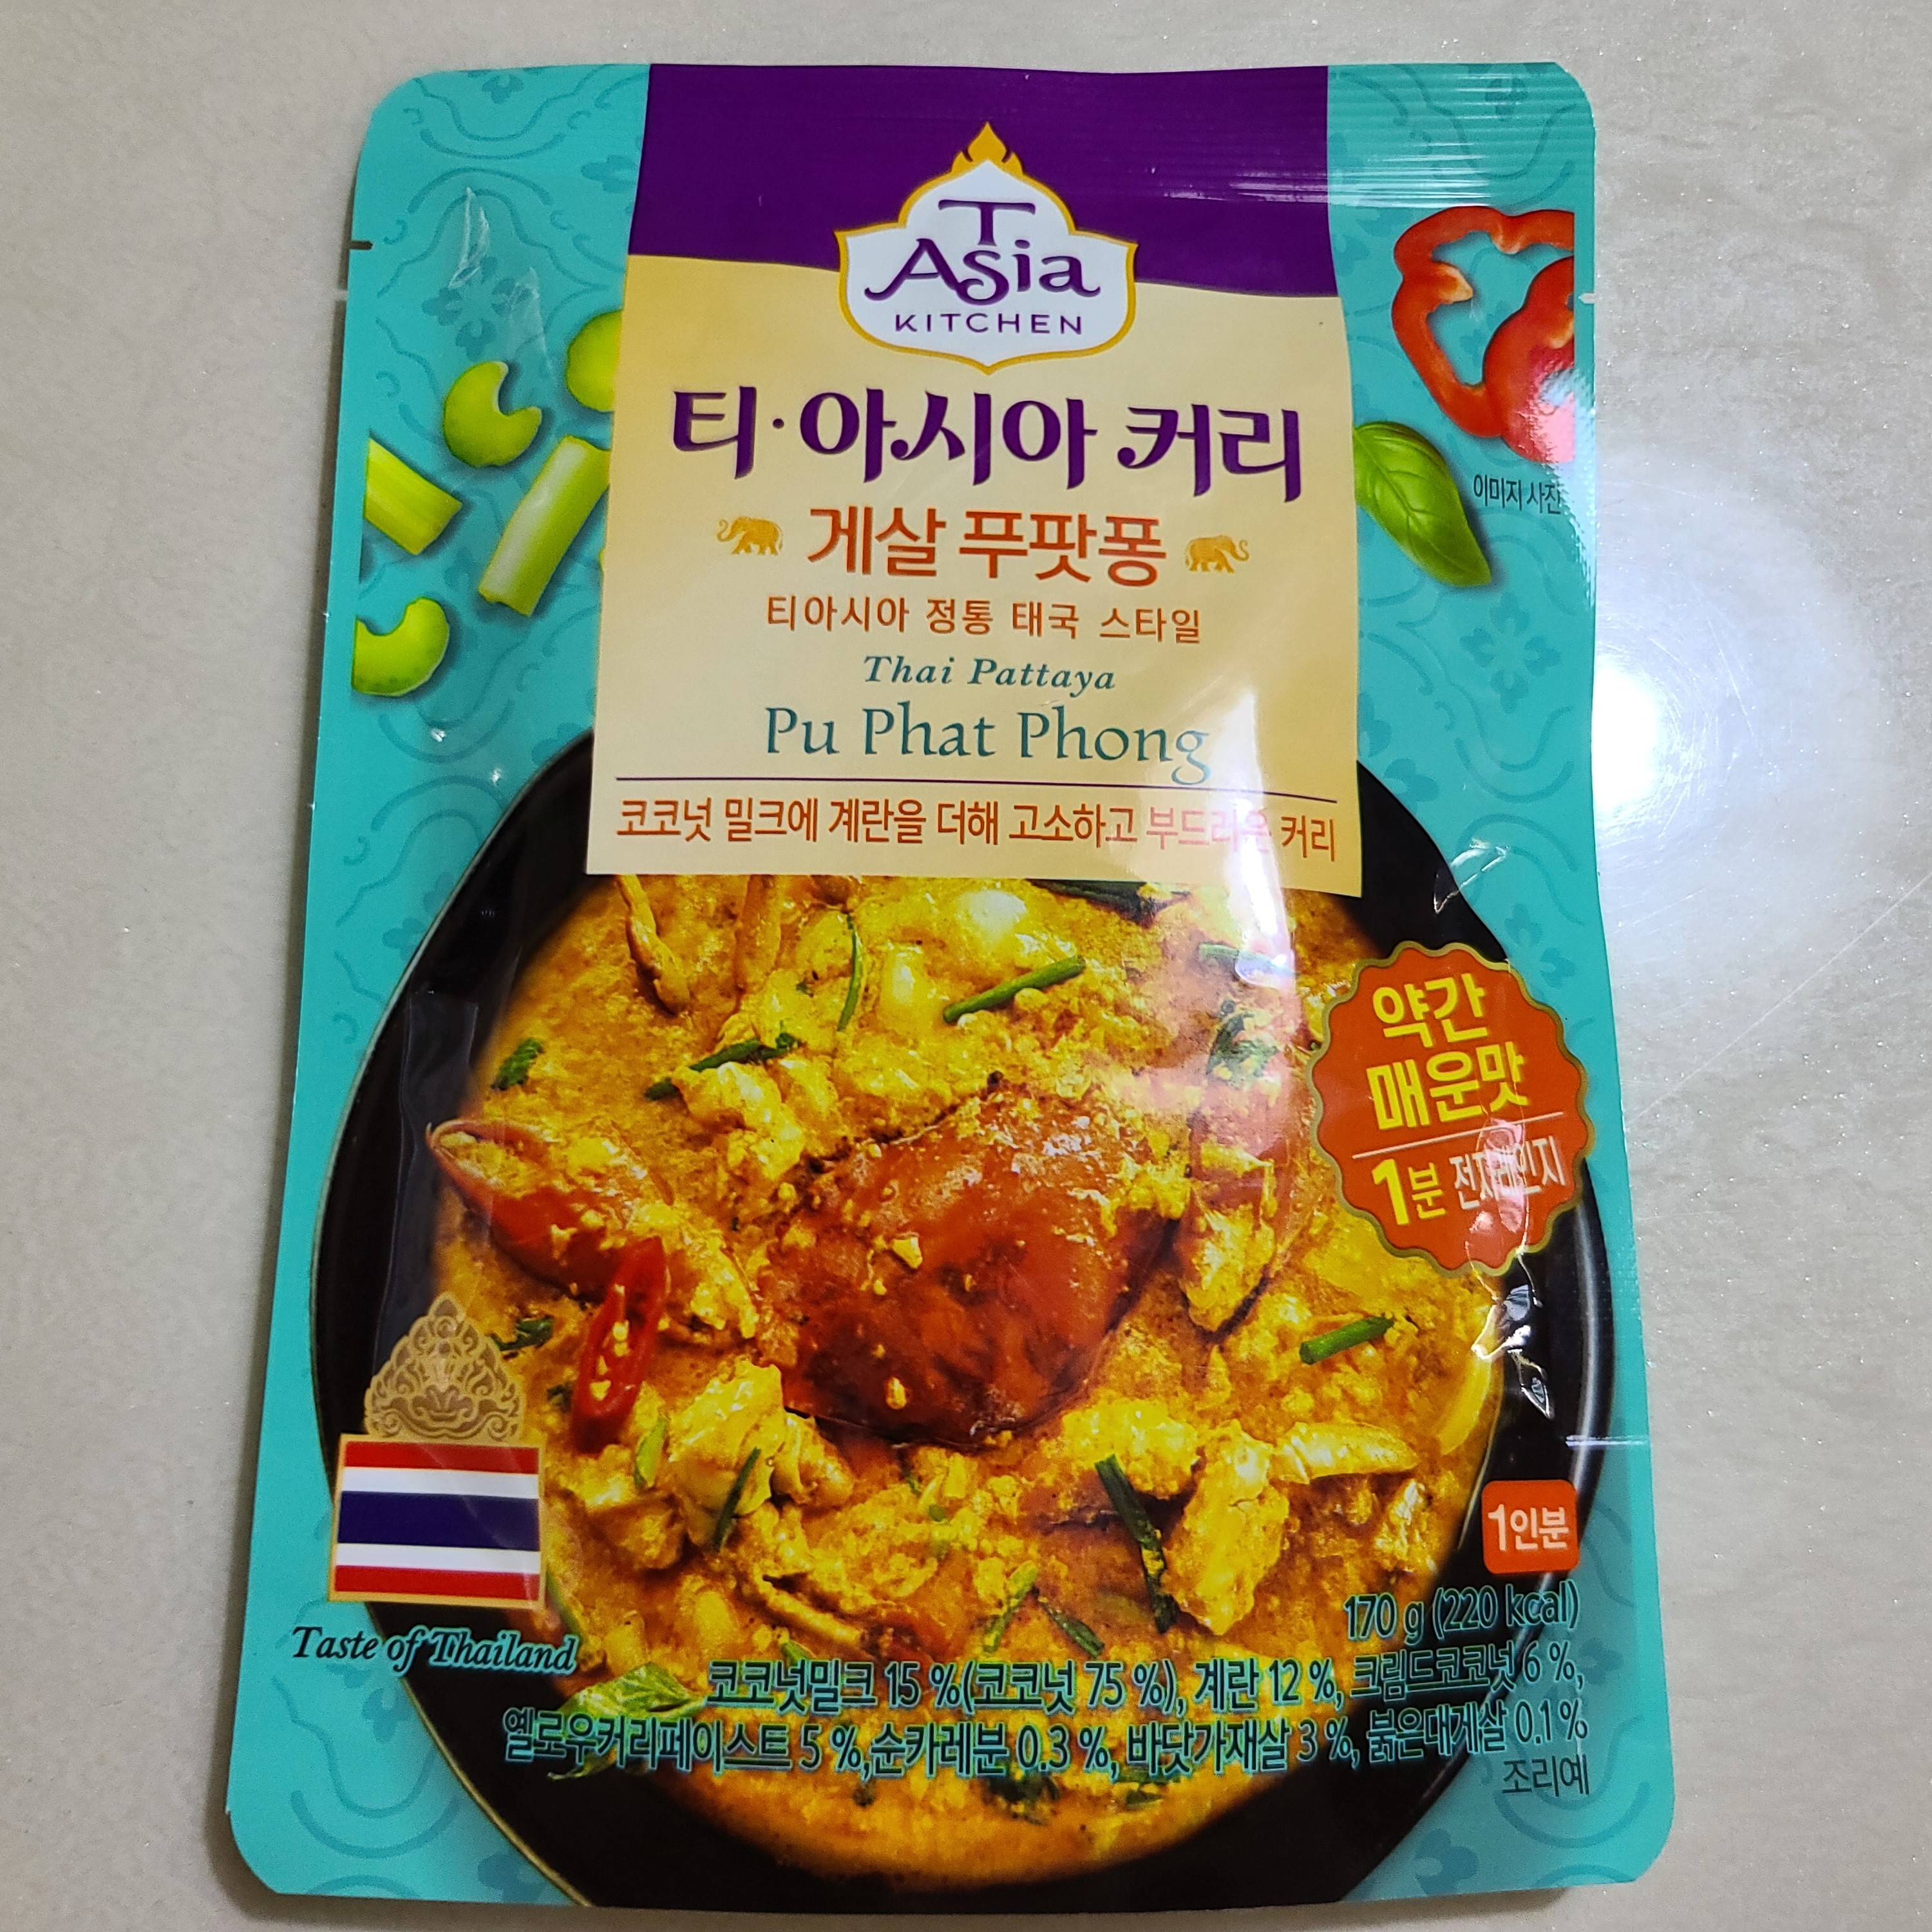 T
Asia
KITCHEN
티·아시아 커리
이미지 사진
게살 푸팟퐁
티아시아 정통 태국 스타일
Thai Pattaya
Pu Phat Phong
코코넛 밀크에 계란을 더해 고소하고 부드러운 커리
약간
매운맛
1분 전자레인지
1인분
170 g (220 kcal)
Taste of Thailand
코코넛밀크 15 %(코코넛 75 %), 계란 12 %, 크림드코코넛 6 %,
옐로우커리페이스트 5 %,순카레분 0.3 %, 바닷가재살 3 %, 붉은대게살 0.1 %
조리예